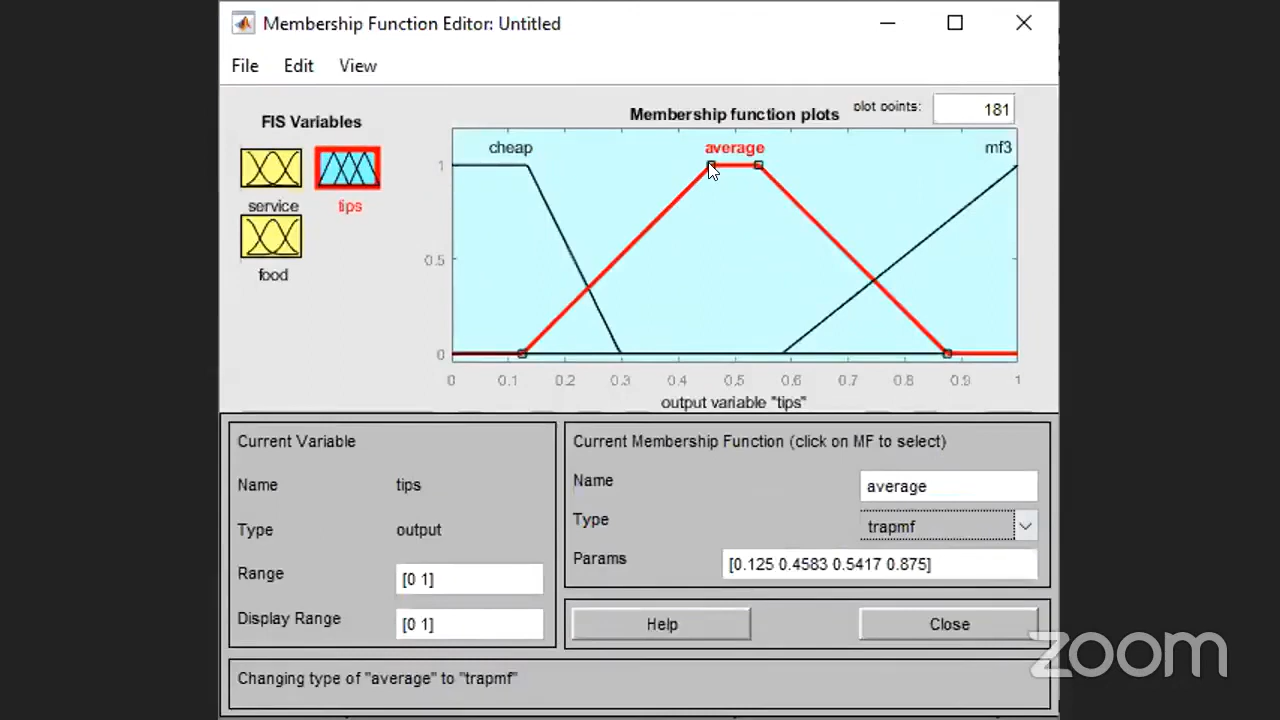 Membership Function Editor: Untitled
File Edit View
FIS Variables
service
tips
food
Membership function plots
plot points:
181
cheap
average
mf3
1
0.5
0
0 0.1 0.2 0.3 0.4 0.5 0.6 0.7 0.8 0.9 1
output variable "tips"
Current Variable
Name tips
Type output
Range [0 1]
Display Range [0 1]
Current Membership Function (click on MF to select)
Name average
Type trapmf
Params [0.125 0.4583 0.5417 0.875]
Help
Close
Changing type of "average" to "trapmf"
zoom